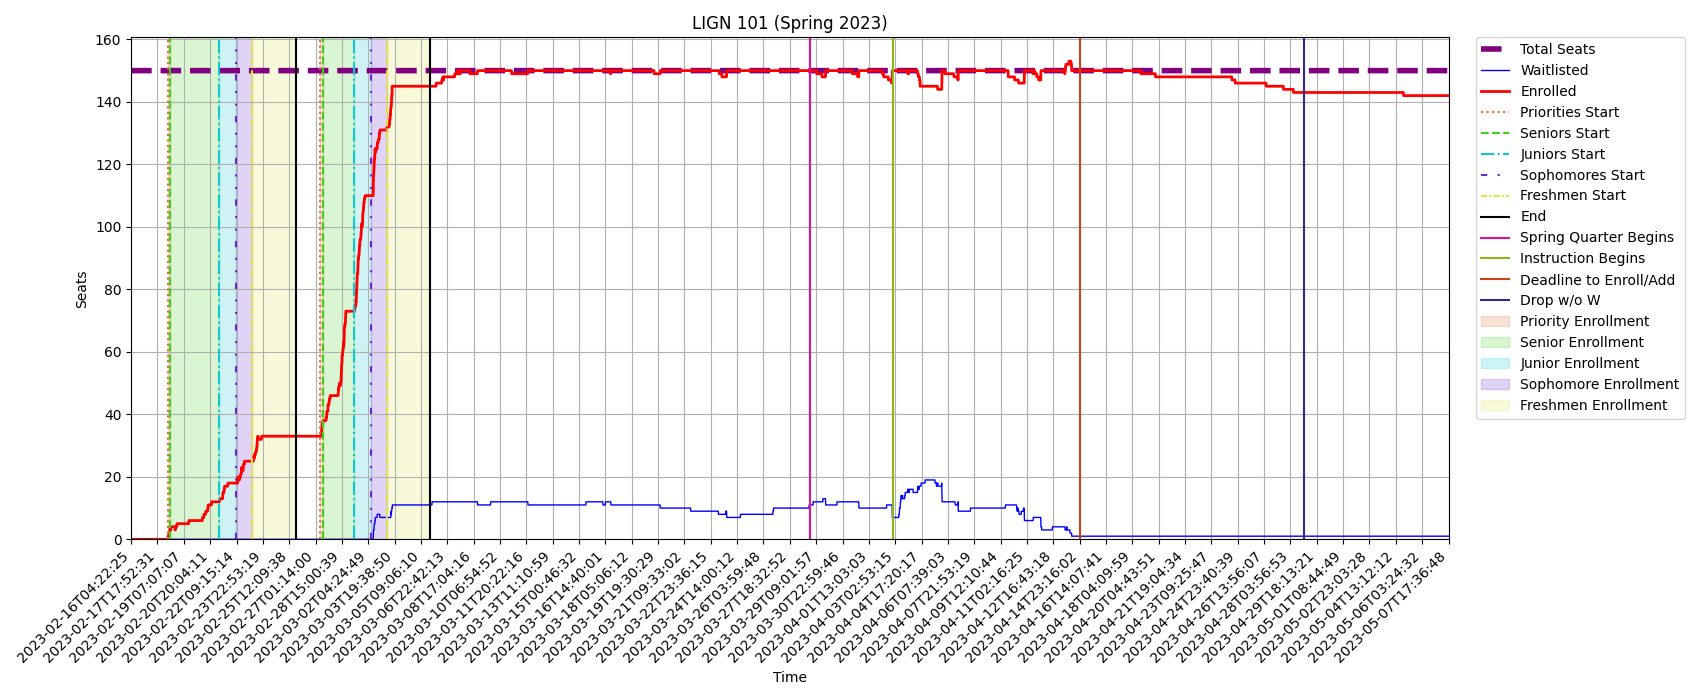 LIGN 101 (Spring 2023)
160
140
120
100
80
60
40
20
0
Seats
2023-02-16T04:22:25
2023-02-17T17:52:31
2023-02-19T07:07:07
2023-02-20T20:04:11
2023-02-22T09:15:14
2023-02-23T22:53:19
2023-02-25T12:09:38
2023-02-27T01:14:00
2023-02-28T15:00:39
2023-03-02T04:24:49
2023-03-03T19:38:50
2023-03-05T09:06:10
2023-03-06T22:42:13
2023-03-08T17:04:16
2023-03-10T06:54:52
2023-03-11T20:22:16
2023-03-13T11:10:59
2023-03-15T00:46:32
2023-03-16T14:40:01
2023-03-18T05:06:12
2023-03-19T19:30:29
2023-03-21T09:33:02
2023-03-22T23:36:15
2023-03-24T14:00:12
2023-03-26T03:59:48
2023-03-27T18:32:52
2023-03-29T09:01:57
2023-03-30T22:59:46
2023-04-01T13:03:03
2023-04-03T02:53:15
2023-04-04T17:20:17
2023-04-06T07:39:03
2023-04-07T21:53:19
2023-04-09T12:10:44
2023-04-11T02:16:25
2023-04-12T16:43:18
2023-04-14T23:16:02
2023-04-16T14:07:41
2023-04-18T04:09:59
2023-04-20T04:43:51
2023-04-21T19:04:34
2023-04-23T09:25:47
2023-04-24T23:40:39
2023-04-26T13:56:07
2023-04-28T03:56:53
2023-04-29T18:13:21
2023-05-01T08:44:49
2023-05-02T23:03:28
2023-05-04T13:12:12
2023-05-06T03:24:32
2023-05-07T17:36:48
Time
Total Seats
Waitlisted
Enrolled
Priorities Start
Seniors Start
Juniors Start
Sophomores Start
Freshmen Start
End
Spring Quarter Begins
Instruction Begins
Deadline to Enroll/Add
Drop w/o W
Priority Enrollment
Senior Enrollment
Junior Enrollment
Sophomore Enrollment
Freshmen Enrollment